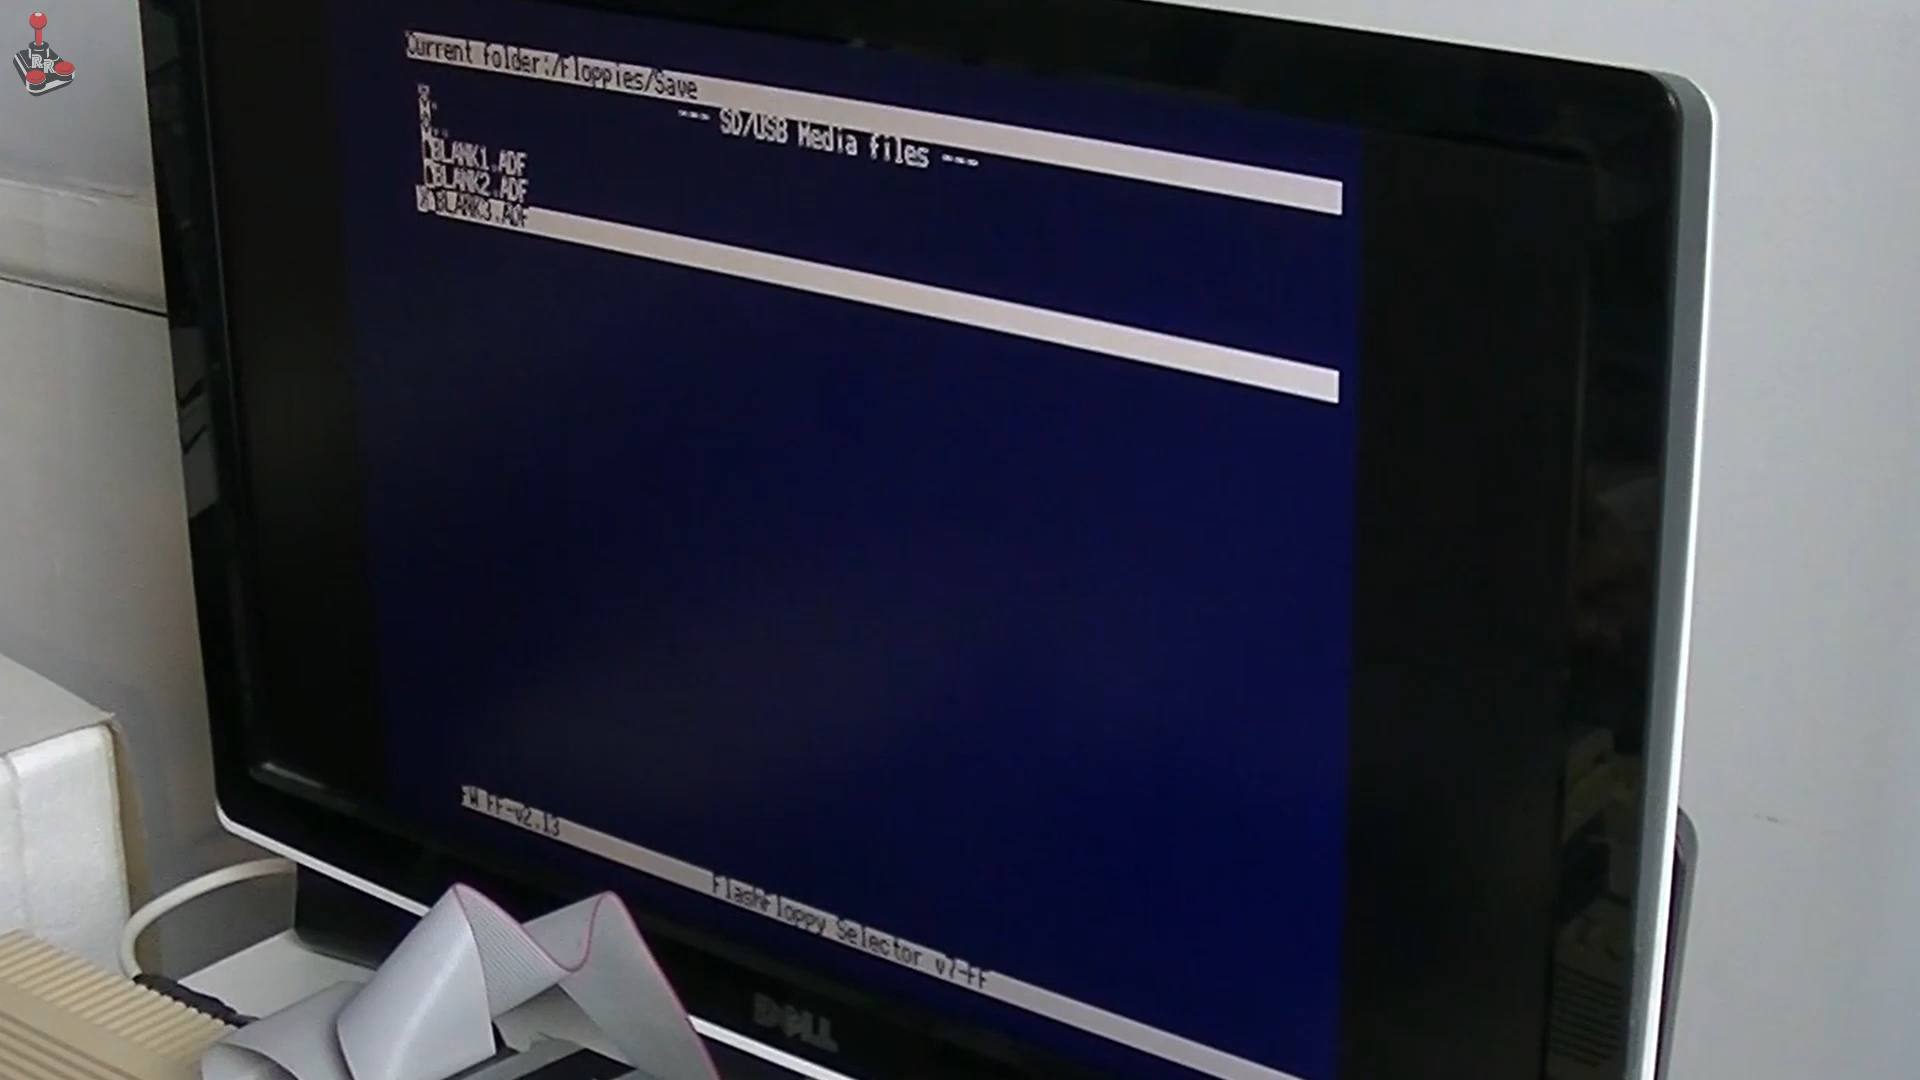 Current folder:/Floppies/Save
--- SD/USB Media files ---
.
..
BLANK1.ADF
BLANK2.ADF
BLANK3.ADF
FW FF-v2.13
FlashFloppy Selector v7-FF
DELL
RR